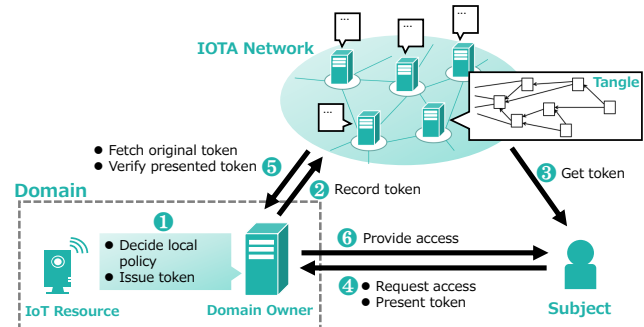 ...
...
...
IOTA Network
Tangle
...
● Fetch original token
● Verify presented token
5
2 Record token
3 Get token
Domain
1
● Decide local
policy
● Issue token
6 Provide access
4 ● Request access
● Present token
IoT Resource
Domain Owner
Subject